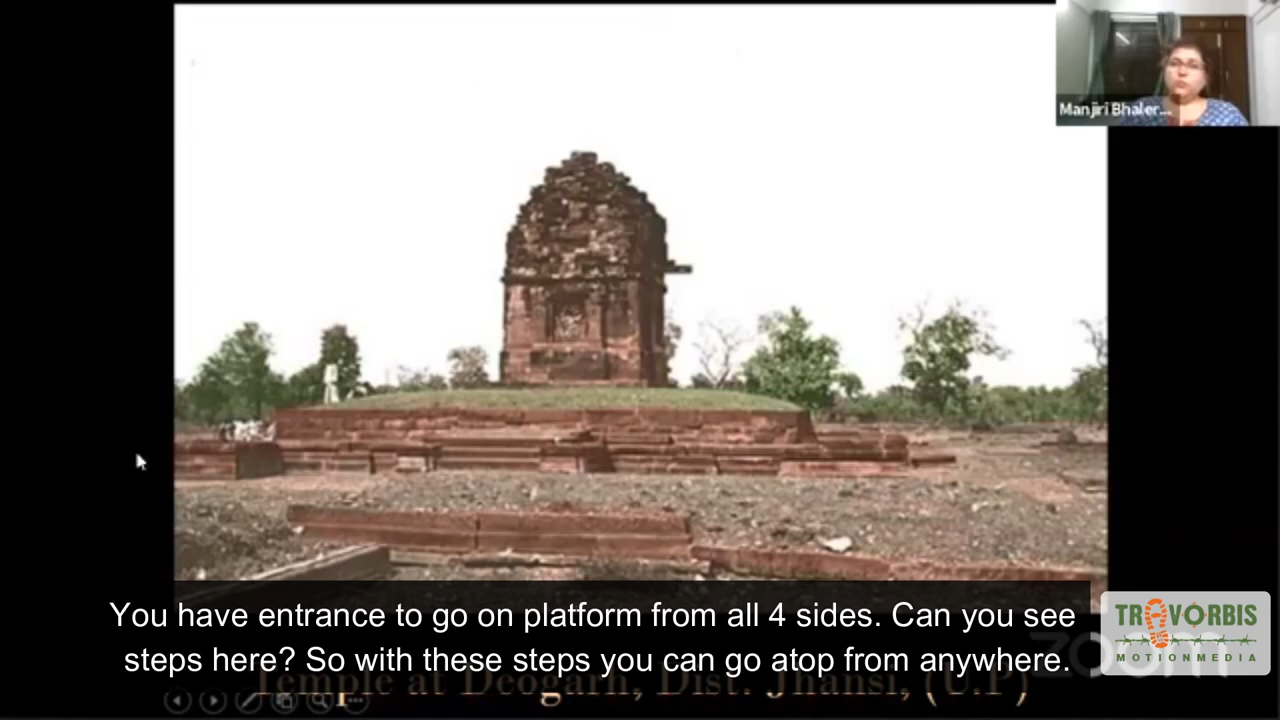 Manjiri Bhaler...
You have entrance to go on platform from all 4 sides. Can you see
steps here? So with these steps you can go atop from anywhere.
TRAVORBIS
MOTIONMEDIA
zoom
Temple at Deogarh, Dist. Jhansi, (U.P)